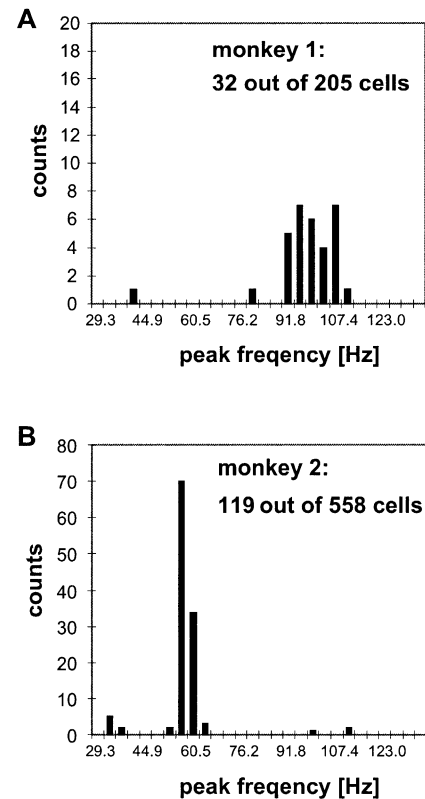 A
monkey 1:
32 out of 205 cells
counts
20
18
16
14
12
10
8
6
4
2
0
29.3 44.9 60.5 76.2 91.8 107.4 123.0
peak freqency [Hz]
B
monkey 2:
119 out of 558 cells
counts
80
70
60
50
40
30
20
10
0
29.3 44.9 60.5 76.2 91.8 107.4 123.0
peak freqency [Hz]